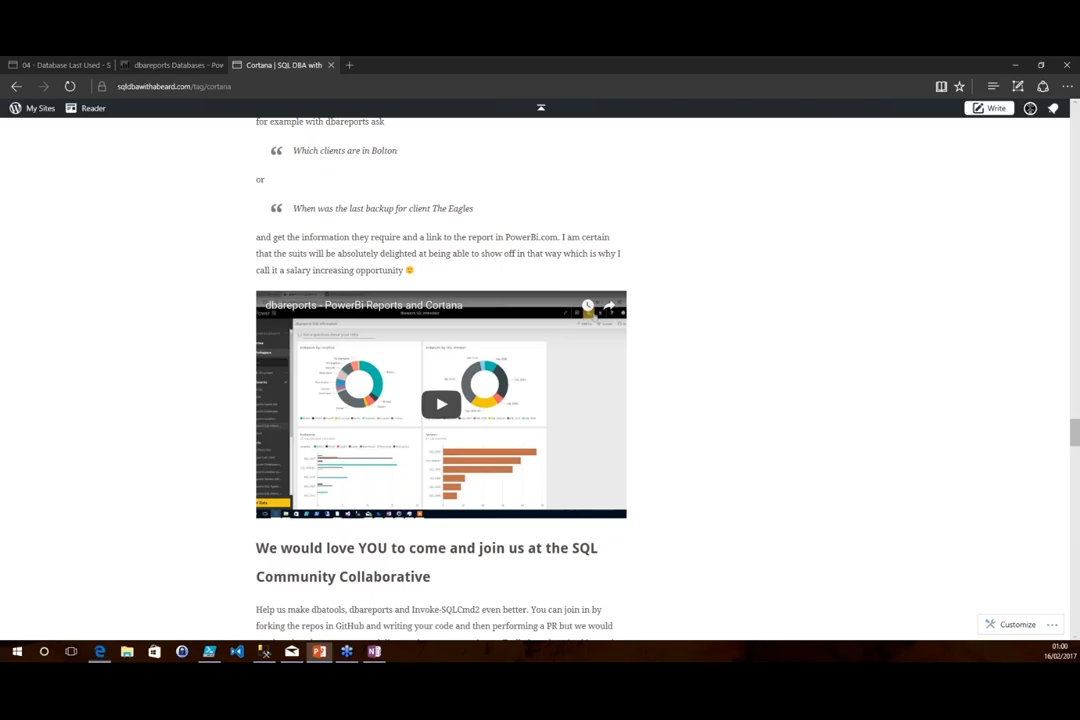 04 - Database Last Used - S
dbareports Databases - Pow
Cortana | SQL DBA with
sqldbawithabeard.com/tag/cortana
My Sites
Reader
Write
for example with dbareports ask
Which clients are in Bolton
or
When was the last backup for client The Eagles
and get the information they require and a link to the report in PowerBi.com. I am certain
that the suits will be absolutely delighted at being able to show off in that way which is why I
call it a salary increasing opportunity 🙂
dbareports - PowerBi Reports and Cortana
We would love YOU to come and join us at the SQL
Community Collaborative
Help us make dbatools, dbareports and Invoke-SQLCmd2 even better. You can join in by
forking the repos in GitHub and writing your code and then performing a PR but we would
Customize
01:00
16/02/2017